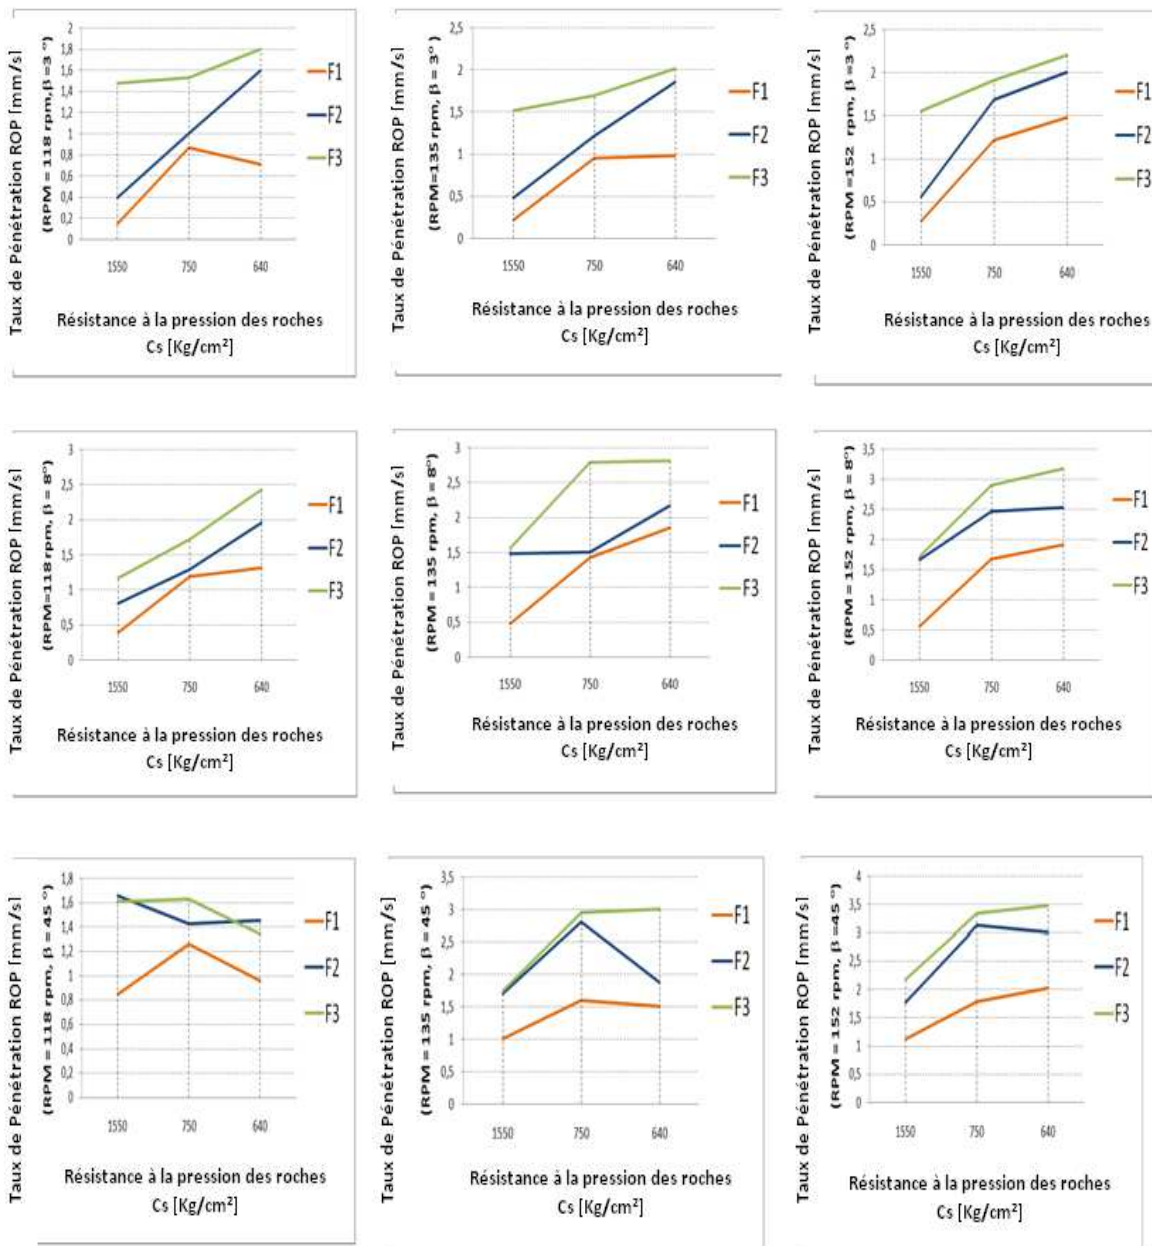 Taux de Pénétration ROP [mm/s]
(RPM = 118 rpm, β =3 °)
2
1,8
1,6
1,4
1,2
1
0,8
0,6
0,4
0,2
0
1550 750 640
F1
F2
F3
Résistance à la pression des roches
Cs [Kg/cm²]
Taux de Pénétration ROP [mm/s]
(RPM=135 rpm, β = 3°)
2,5
2
1,5
1
0,5
0
1550 750 640
F1
F2
F3
Résistance à la pression des roches
Cs [Kg/cm²]
Taux de Pénétration ROP [mm/s]
(RPM =152 rpm, β =3 °)
2,5
2
1,5
1
0,5
0
1550 750 640
F1
F2
F3
Résistance à la pression des roches
Cs [Kg/cm²]
Taux de Pénétration ROP [mm/s]
(RPM=118 rpm, β = 8°)
3
2,5
2
1,5
1
0,5
0
1550 750 640
F1
F2
F3
Résistance à la pression des roches
Cs [Kg/cm²]
Taux de Pénétration ROP [mm/s]
(RPM = 135 rpm, β = 8°)
3
2,5
2
1,5
1
0,5
0
1550 750 640
F1
F2
F3
Résistance à la pression des roches
Cs [Kg/cm²]
Taux de Pénétration ROP [mm/s]
(RPM = 152 rpm, β = 8°)
3,5
3
2,5
2
1,5
1
0,5
0
1550 750 640
F1
F2
F3
Résistance à la pression des roches
Cs [Kg/cm²]
Taux de Pénétration ROP [mm/s]
(RPM = 118 rpm, β = 45 °)
1,8
1,6
1,4
1,2
1
0,8
0,6
0,4
0,2
0
1550 750 640
F1
F2
F3
Résistance à la pression des roches
Cs [Kg/cm²]
Taux de Pénétration ROP [mm/s]
(RPM = 135 rpm, β = 45 °)
3,5
3
2,5
2
1,5
1
0,5
0
1550 750 640
F1
F2
F3
Résistance à la pression des roches
Cs [Kg/cm²]
Taux de Pénétration ROP [mm/s]
(RPM = 152 rpm, β =45 °)
4
3,5
3
2,5
2
1,5
1
0,5
0
1550 750 640
F1
F2
F3
Résistance à la pression des roches
Cs [Kg/cm²]